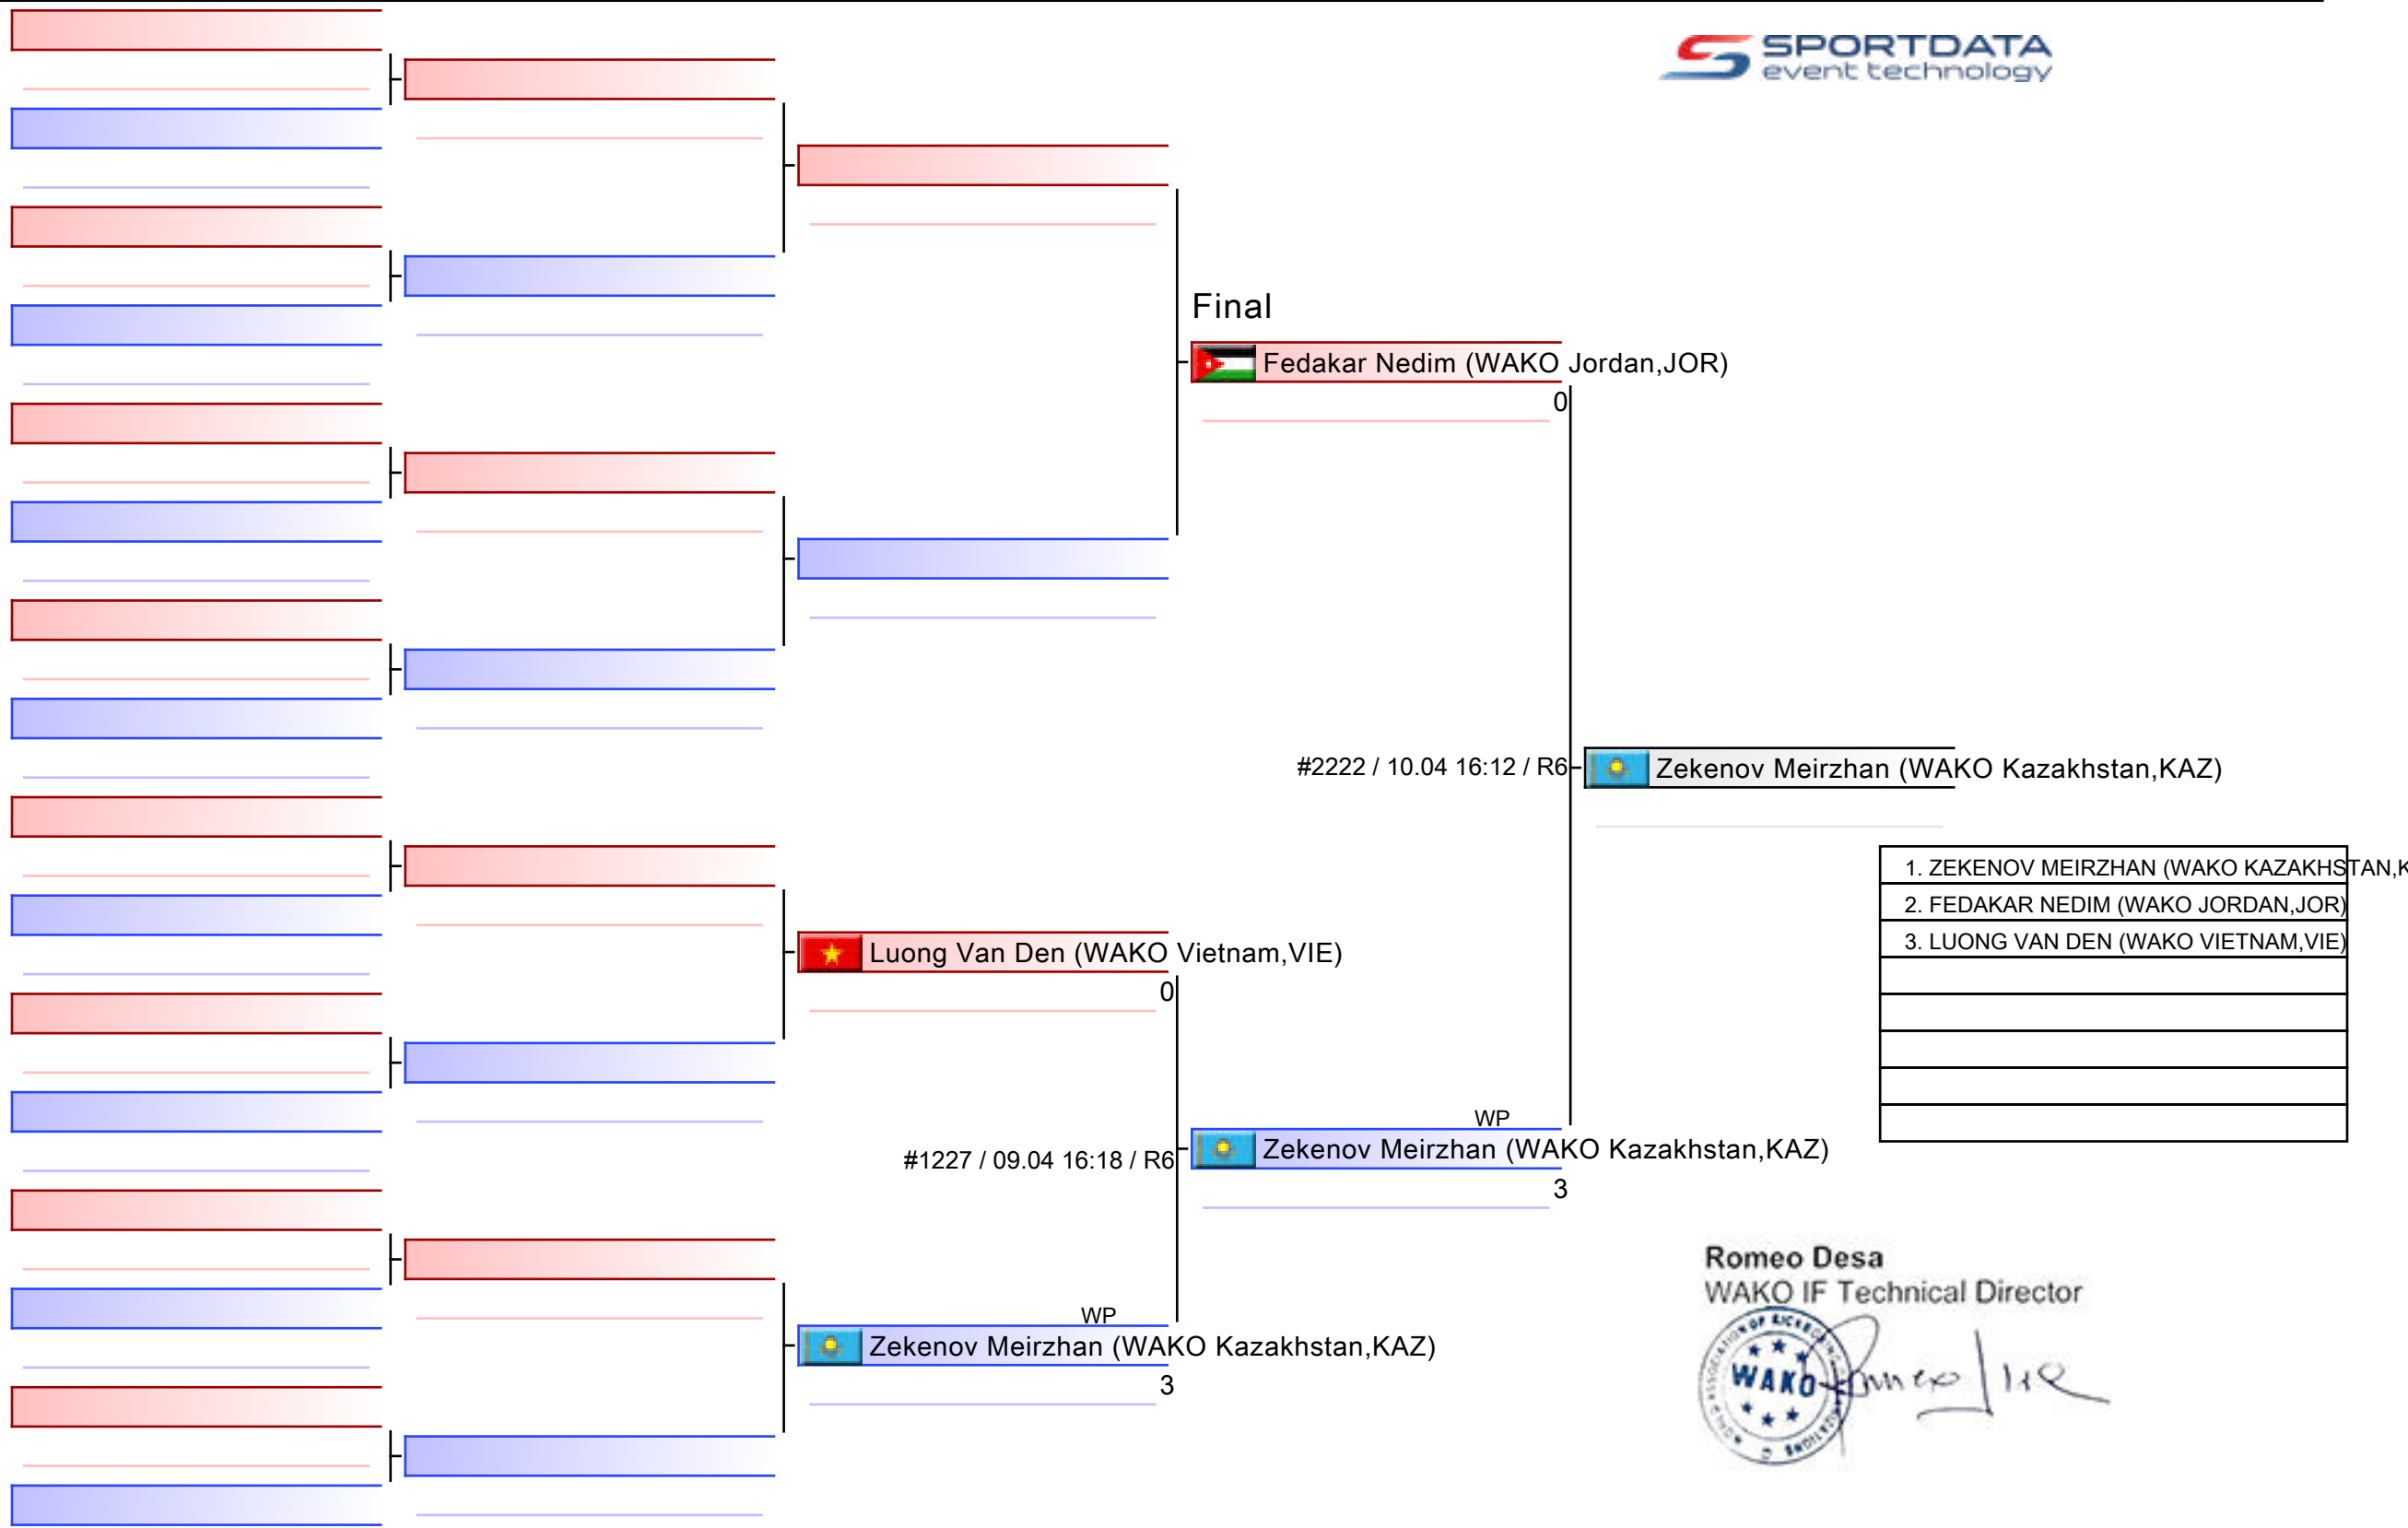 SPORTDATA
event technology
Final
Fedakar Nedim (WAKO Jordan,JOR)
0
#2222 / 10.04 16:12 / R6
Zekenov Meirzhan (WAKO Kazakhstan,KAZ)
1. ZEKENOV MEIRZHAN (WAKO KAZAKHSTAN,K
2. FEDAKAR NEDIM (WAKO JORDAN,JOR)
3. LUONG VAN DEN (WAKO VIETNAM,VIE)
Luong Van Den (WAKO Vietnam,VIE)
0
WP
#1227 / 09.04 16:18 / R6
Zekenov Meirzhan (WAKO Kazakhstan,KAZ)
3
WP
Zekenov Meirzhan (WAKO Kazakhstan,KAZ)
3
Romeo Desa
WAKO IF Technical Director
WAKO